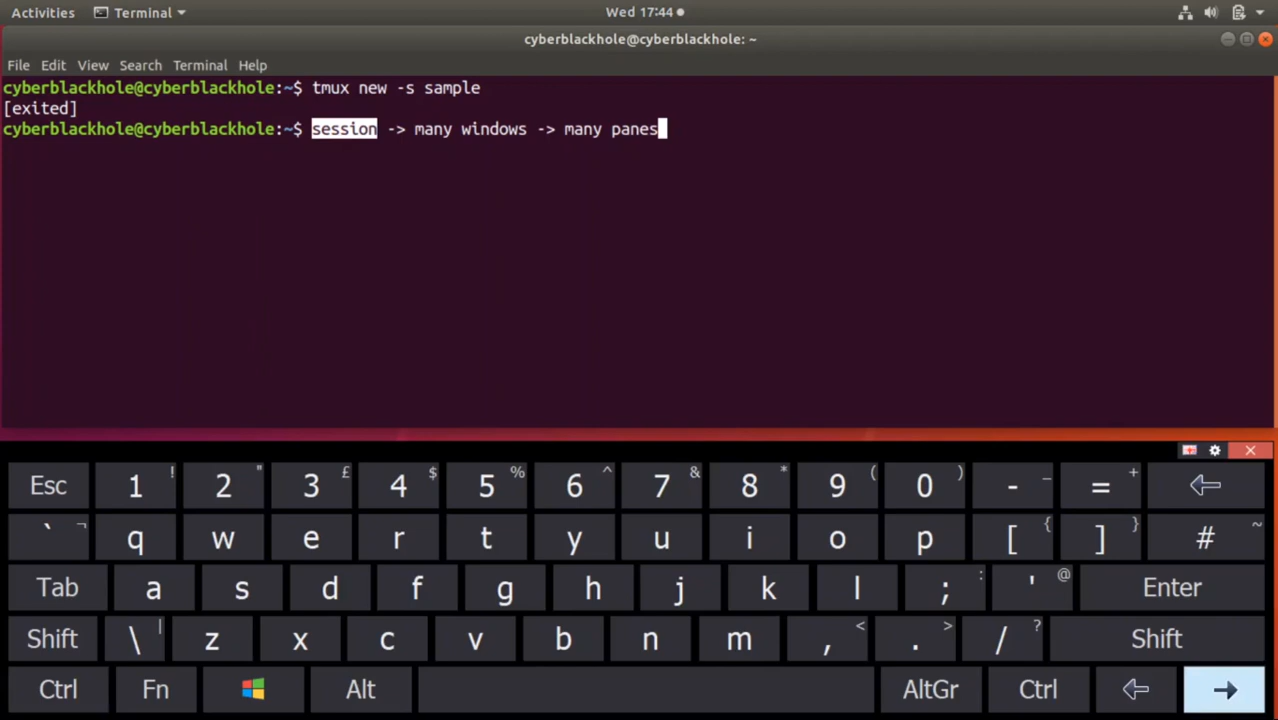 Activities Terminal Wed 17:44
cyberblackhole@cyberblackhole: ~
File Edit View Search Terminal Help
cyberblackhole@cyberblackhole:~$ tmux new -s sample
[exited]
cyberblackhole@cyberblackhole:~$ session -> many windows -> many panes
Esc 1 ! 2 " 3 £ 4 $ 5 % 6 ^ 7 & 8 * 9 ( 0 ) - _ = +
` ¬ q w e r t y u i o p [ { ] } # ~
Tab a s d f g h j k l ; : ' @ Enter
Shift \ | z x c v b n m , < . > / ? Shift
Ctrl Fn Alt AltGr Ctrl